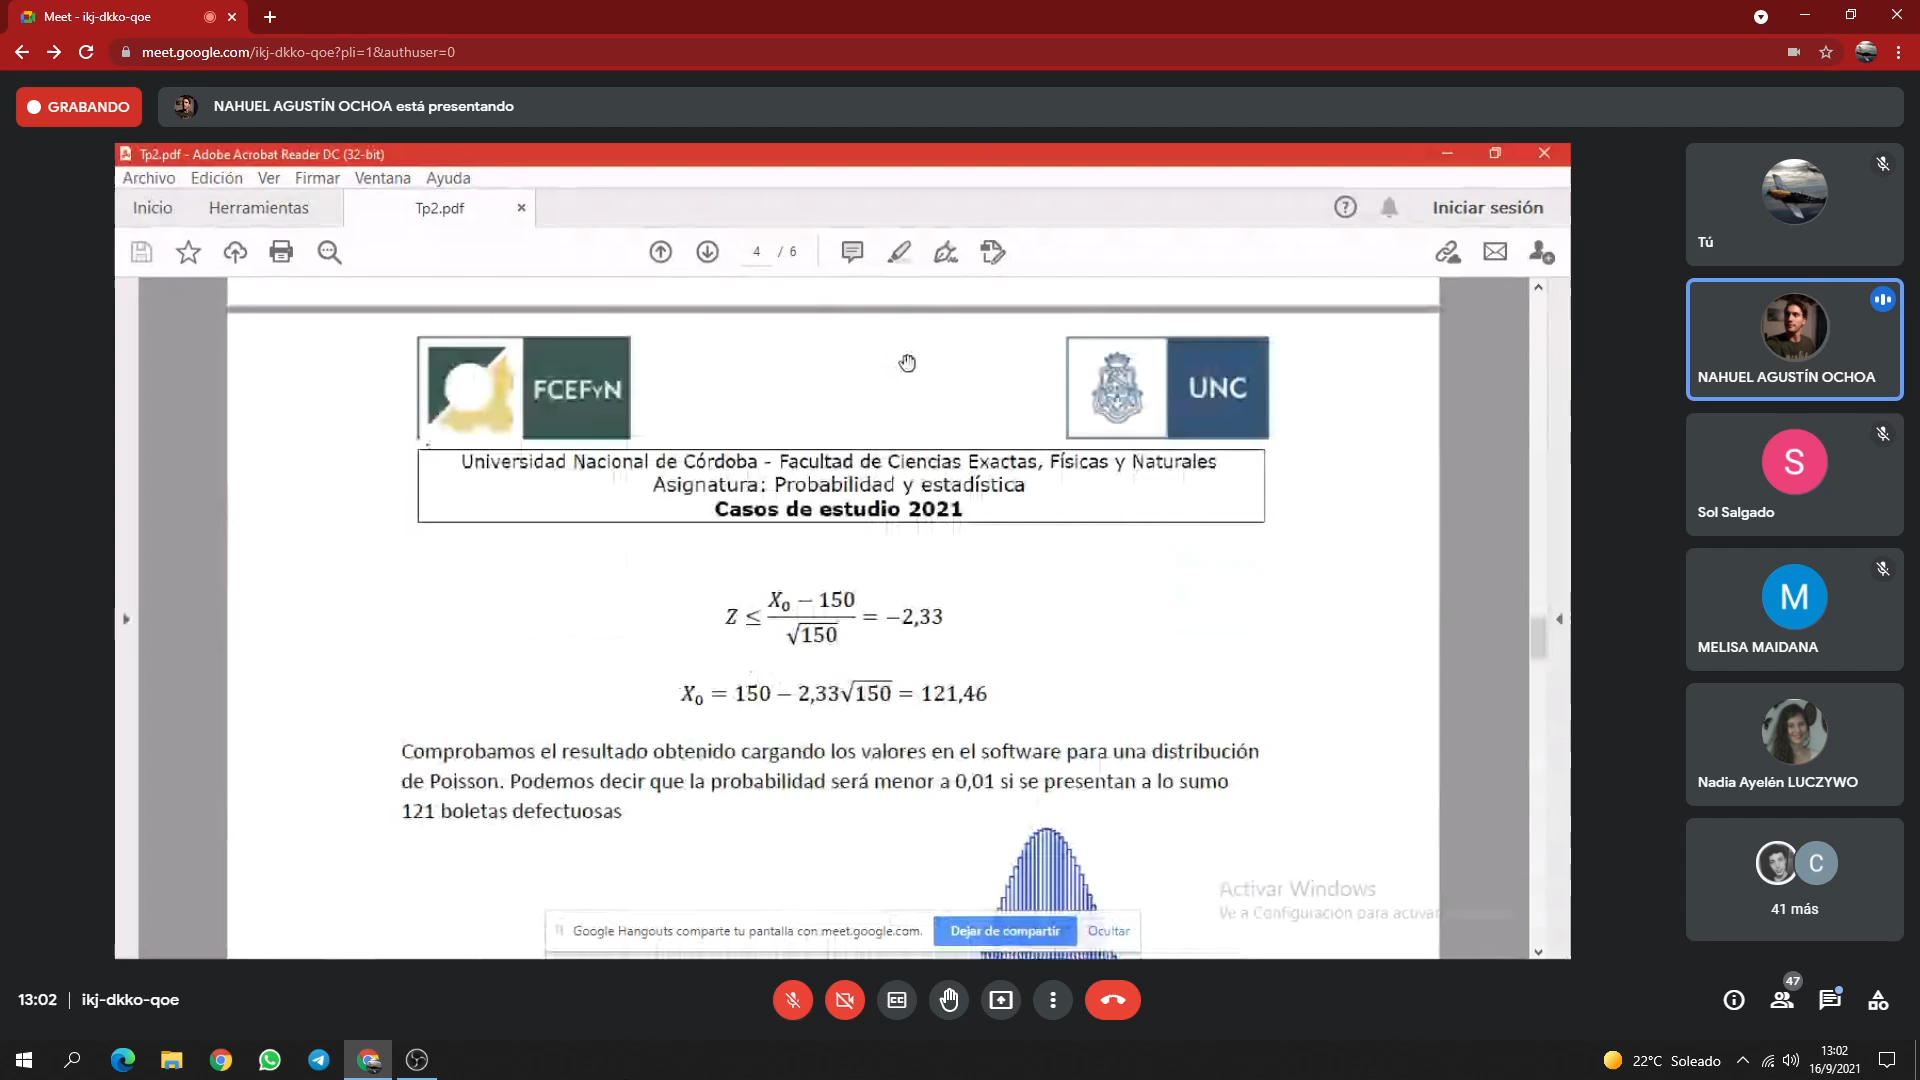 Meet - ikj-dkko-qoe
meet.google.com/ikj-dkko-qoe?pli=1&authuser=0
GRABANDO
NAHUEL AGUSTÍN OCHOA está presentando
Tp2.pdf - Adobe Acrobat Reader DC (32-bit)
Archivo Edición Ver Firmar Ventana Ayuda
Inicio Herramientas Tp2.pdf Iniciar sesión
4 / 6
FCEFyN
UNC
Universidad Nacional de Córdoba - Facultad de Ciencias Exactas, Físicas y Naturales
Asignatura: Probabilidad y estadística
Casos de estudio 2021
Z ≤ (X₀ − 150) / √150 = −2,33
X₀ = 150 − 2,33√150 = 121,46
Comprobamos el resultado obtenido cargando los valores en el software para una distribución
de Poisson. Podemos decir que la probabilidad será menor a 0,01 si se presentan a lo sumo
121 boletas defectuosas
Activar Windows
Ve a Configuración para activar
Google Hangouts comparte tu pantalla con meet.google.com.
Dejar de compartir
Ocultar
Tú
NAHUEL AGUSTÍN OCHOA
S
Sol Salgado
M
MELISA MAIDANA
Nadia Ayelén LUCZYWO
C
41 más
13:02 | ikj-dkko-qoe
47
22°C Soleado
13:02
16/9/2021